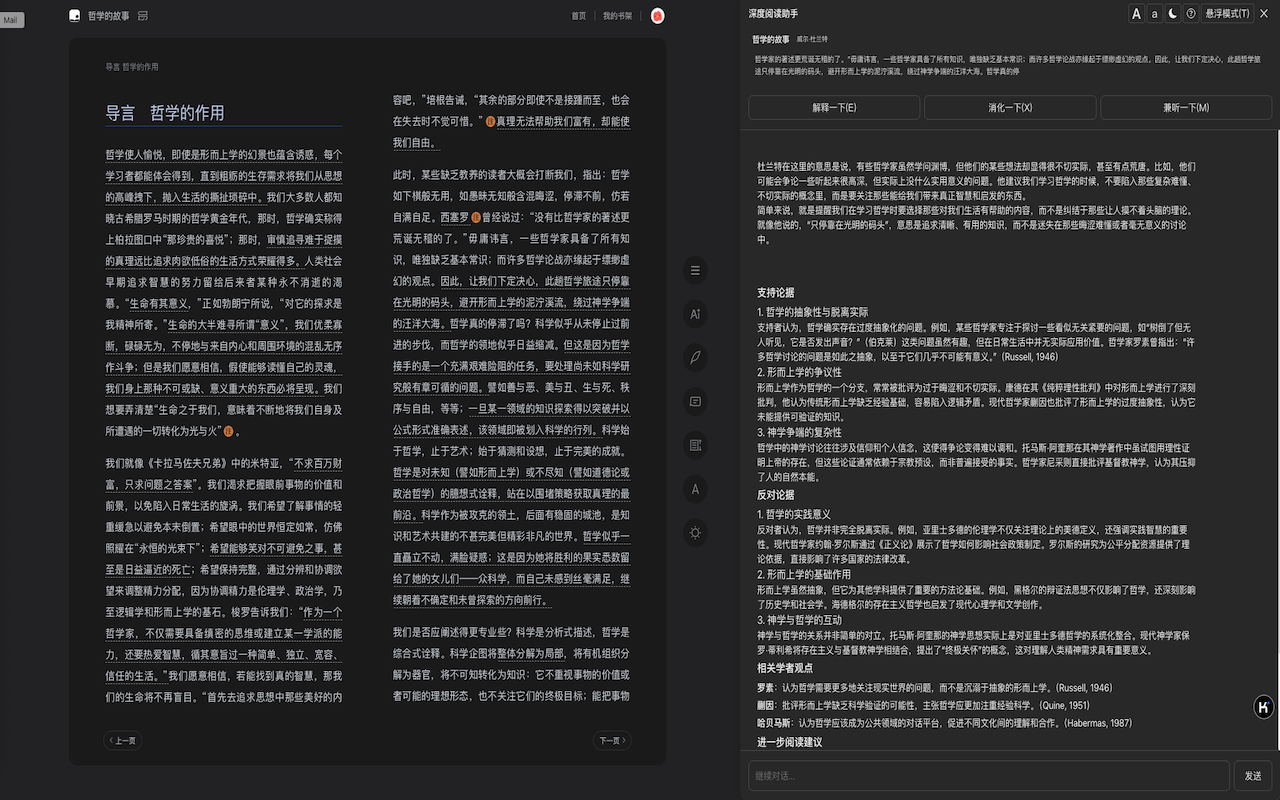 Mail
哲学的故事
首页
我的书架
导言 哲学的作用
导言 哲学的作用
哲学使人愉悦，即使是形而上学的幻景也蕴含诱惑，每个
学习者都能体会得到，直到粗粝的生存需求将我们从思想
的高峰拽下，抛入生活的撕扯琐碎中。我们大多数人都知
晓古希腊罗马时期的哲学黄金年代，那时，哲学确实称得
上柏拉图口中“那珍贵的喜悦”；那时，审慎追寻难于捉摸
的真理远比追求肉欲低俗的生活方式荣耀得多。人类社会
早期追求智慧的努力留给后来者某种永不消逝的渴
慕。“生命有其意义，”正如勃朗宁所说，“对它的探求是
我精神所寄。”生命的大半难寻所谓“意义”，我们优柔寡
断，碌碌无为，不停地与来自内心和周围环境的混乱无序
作斗争；但是我们愿意相信，假使能够读懂自己的灵魂，
我们身上那种不可或缺、意义重大的东西必将呈现。我们
想要弄清楚“生命之于我们，意味着不断地将我们自身及
所遭遇的一切转化为光与火”注。
我们就像《卡拉马佐夫兄弟》中的米特亚，“不求百万财
富，只求问题之答案”。我们渴求把握眼前事物的价值和
前景，以免陷入日常生活的旋涡。我们希望了解事情的轻
重缓急以避免本末倒置；希望眼中的世界恒定如常，仿佛
照耀在“永恒的光束下”；希望能够笑对不可避免之事，甚
至是日益逼近的死亡；希望保持完整，通过分辨和协调欲
望来调整精力分配，因为协调精力是伦理学、政治学，乃
至逻辑学和形而上学的基石。梭罗告诉我们：“作为一个
哲学家，不仅需要具备缜密的思维或建立某一学派的能
力，还要热爱智慧，循其意旨过一种简单、独立、宽容、
信任的生活。”我们愿意相信，若能找到真的智慧，那我
们的生命将不再盲目。“首先去追求思想中那些美好的内
容吧，”培根告诫，“其余的部分即使不是接踵而至，也会
在失去时不觉可惜。”注真理无法帮助我们富有，却能使
我们自由。
此时，某些缺乏教养的读者大概会打断我们，指出：哲学
如下棋般无用，如愚昧无知般含混晦涩，停滞不前，仿若
自满自足。西塞罗注曾经说过：“没有比哲学家的著述更
荒诞无稽的了。”毋庸讳言，一些哲学家具备了所有知
识，唯独缺乏基本常识；而许多哲学论战亦缘起于缥缈虚
幻的观点。因此，让我们下定决心，此趟哲学旅途只停靠
在光明的码头，避开形而上学的泥泞溪流，绕过神学争端
的汪洋大海。哲学真的停滞了吗？科学似乎从未停止过前
进的步伐，而哲学的领地似乎日益缩减。但这是因为哲学
接手的是一个充满艰难险阻的任务，要处理尚未如科学研
究般有章可循的问题。譬如善与恶、美与丑、生与死、秩
序与自由，等等；一旦某一领域的知识探索得以突破并以
公式形式准确表述，该领域即被划入科学的行列。科学始
于哲学，止于艺术；始于猜测和设想，止于完美的成就。
哲学是对未知（譬如形而上学）或不尽知（譬如道德论或
政治哲学）的臆想式诠释，站在以围堵策略获取真理的最
前沿。科学作为被攻克的领土，后面有稳固的城池，是知
识和艺术共建的不甚完美但精彩非凡的世界。哲学似乎一
直矗立不动，满脸疑惑；这是因为她将胜利的果实悉数留
给了她的女儿们——众科学，而自己未感到丝毫满足，继
续朝着不确定和未曾探索的方向前行。
我们是否应阐述得更专业些？科学是分析式描述，哲学是
综合式诠释。科学企图将整体分解为局部，将有机组织分
解为器官，将不可知转化为知识：它不重视事物的价值或
者可能的理想形态，也不关注它们的终极目标；能把事物
上一页
下一页
AI
A
深度阅读助手
A
a
悬浮模式(T)
哲学的故事 威尔·杜兰特
哲学家的著述更荒诞无稽的了。”毋庸讳言，一些哲学家具备了所有知识，唯独缺乏基本常识；而许多哲学论战亦缘起于缥缈虚幻的观点。因此，让我们下定决心，此趟哲学旅
途只停靠在光明的码头，避开形而上学的泥泞溪流，绕过神学争端的汪洋大海。哲学真的停
解释一下(E)
消化一下(X)
兼听一下(M)
杜兰特在这里的意思是说，有些哲学家虽然学问渊博，但他们的某些想法却显得很不切实际，甚至有点荒唐。比如，他们
可能会争论一些听起来很高深，但实际上没什么实用意义的问题。他建议我们学习哲学的时候，不要陷入那些复杂难懂、
不切实际的概念里，而是要关注那些能给我们带来真正智慧和启发的东西。
简单来说，就是提醒我们在学习哲学时要选择那些对我们生活有帮助的内容，而不是纠结于那些让人摸不着头脑的理论。
就像他说的，“只停靠在光明的码头”，意思是追求清晰、有用的知识，而不是迷失在那些晦涩难懂或者毫无意义的讨论
中。
支持论据
1. 哲学的抽象性与脱离实际
支持者认为，哲学确实存在过度抽象化的问题。例如，某些哲学家专注于探讨一些看似无关紧要的问题，如“树倒了但无
人听见，它是否发出声音？”（伯克莱）这类问题虽然有趣，但在日常生活中并无实际应用价值。哲学家罗素曾指出：“许
多哲学讨论的问题是如此之抽象，以至于它们几乎不可能有意义。”（Russell, 1946）
2. 形而上学的争议性
形而上学作为哲学的一个分支，常常被批评为过于晦涩和不切实际。康德在其《纯粹理性批判》中对形而上学进行了深刻
批判，他认为传统形而上学缺乏经验基础，容易陷入逻辑矛盾。现代哲学家蒯因也批评了形而上学的过度抽象性，认为它
未能提供可验证的知识。
3. 神学争端的复杂性
哲学中的神学讨论往往涉及信仰和个人信念，这使得争论变得难以调和。托马斯·阿奎那在其神学著作中虽试图用理性证
明上帝的存在，但这些论证通常依赖于宗教预设，而非普遍接受的事实。哲学家尼采则直接批评基督教神学，认为其压抑
了人的自然本能。
反对论据
1. 哲学的实践意义
反对者认为，哲学并非完全脱离实际。例如，亚里士多德的伦理学不仅关注理论上的美德定义，还强调实践智慧的重要
性。现代哲学家约翰·罗尔斯通过《正义论》展示了哲学如何影响社会政策制定。罗尔斯的研究为公平分配资源提供了理
论依据，直接影响了许多国家的法律改革。
2. 形而上学的基础作用
形而上学虽然抽象，但它为其他学科提供了重要的方法论基础。例如，黑格尔的辩证法思想不仅影响了哲学，还深刻影响
了历史学和社会学。海德格尔的存在主义哲学也启发了现代心理学和文学创作。
3. 神学与哲学的互动
神学与哲学的关系并非简单的对立。托马斯·阿奎那的神学思想实际上是对亚里士多德哲学的系统化整合。现代神学家保
罗·蒂利希将存在主义与基督教神学相结合，提出了“终极关怀”的概念，这对理解人类精神需求具有重要意义。
相关学者观点
罗素：认为哲学需要更多地关注现实世界的问题，而不是沉溺于抽象的形而上学。（Russell, 1946）
蒯因：批评形而上学缺乏科学验证的可能性，主张哲学应更加注重经验科学。（Quine, 1951）
哈贝马斯：认为哲学应该成为公共领域的对话平台，促进不同文化间的理解和合作。（Habermas, 1987）
进一步阅读建议
继续对话...
发送